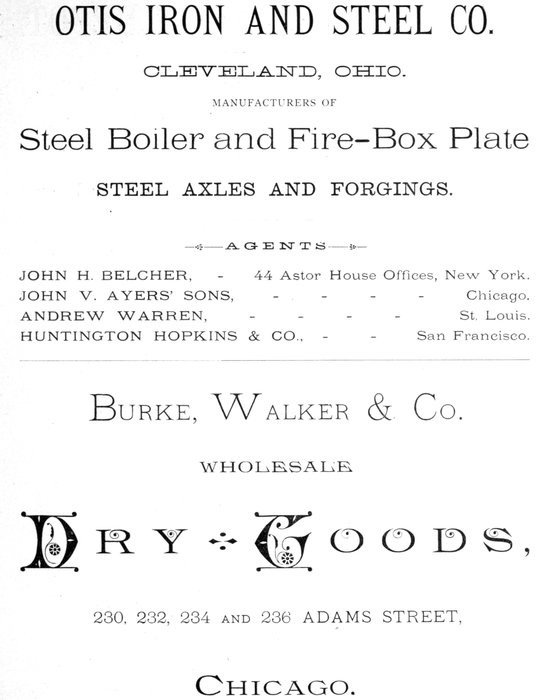 OTIS IRON AND STEEL CO.
CLEVELAND, OHIO.
MANUFACTURERS OF
Steel Boiler and Fire-Box Plate
STEEL AXLES AND FORGINGS.
AGENTS
JOHN H. BELCHER, - 44 Astor House Offices, New York.
JOHN V. AYERS' SONS, - - - - Chicago.
ANDREW WARREN, - - - - St. Louis.
HUNTINGTON HOPKINS & CO., - - San Francisco.
BURKE, WALKER & CO.
WHOLESALE
DRY GOODS,
230, 232, 234 AND 236 ADAMS STREET,
CHICAGO.